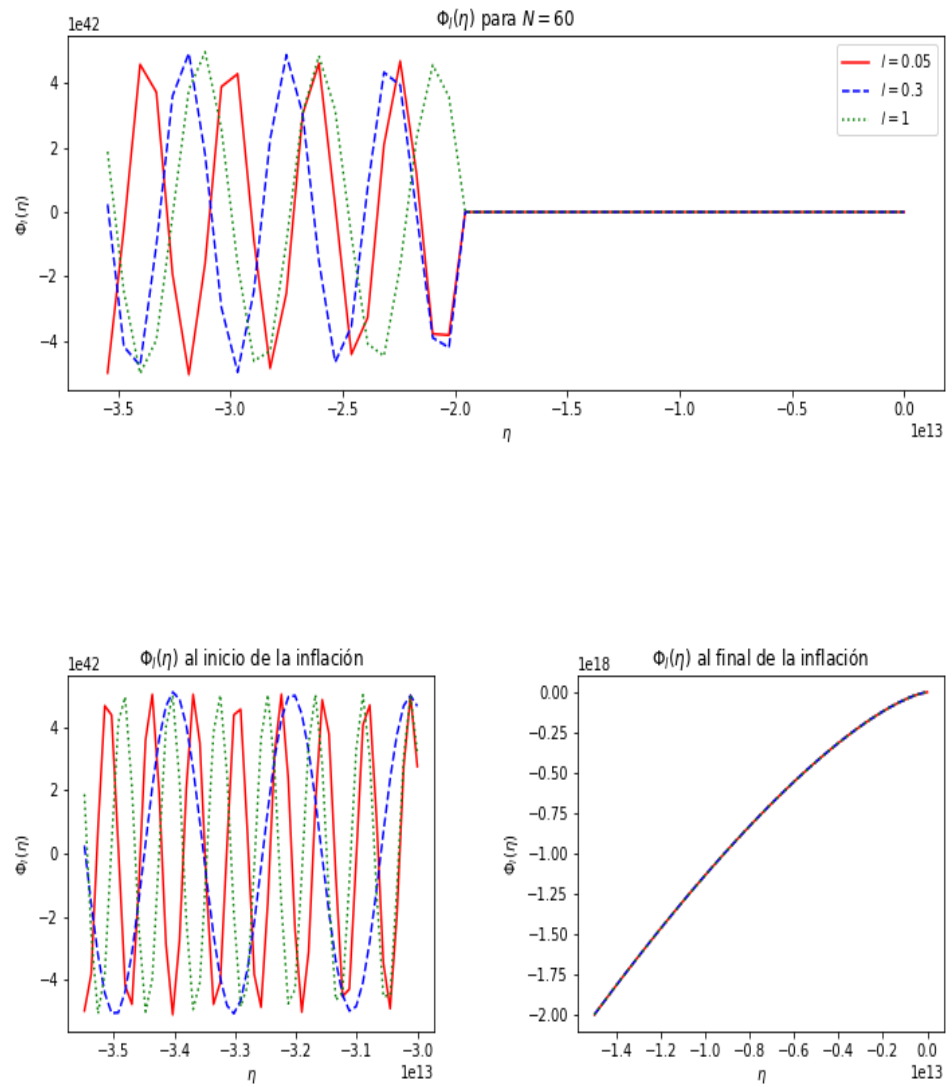 Φ_l(η) para N = 60
1e42
l = 0.05
l = 0.3
l = 1
4
2
0
−2
−4
Φ_l(η)
−3.5 −3.0 −2.5 −2.0 −1.5 −1.0 −0.5 0.0
1e13
η
Φ_l(η) al inicio de la inflación
1e42
4
2
0
−2
−4
Φ_l(η)
−3.5 −3.4 −3.3 −3.2 −3.1 −3.0
1e13
η
Φ_l(η) al final de la inflación
1e18
0.00
−0.25
−0.50
−0.75
−1.00
−1.25
−1.50
−1.75
−2.00
Φ_l(η)
−1.4 −1.2 −1.0 −0.8 −0.6 −0.4 −0.2 0.0
1e13
η